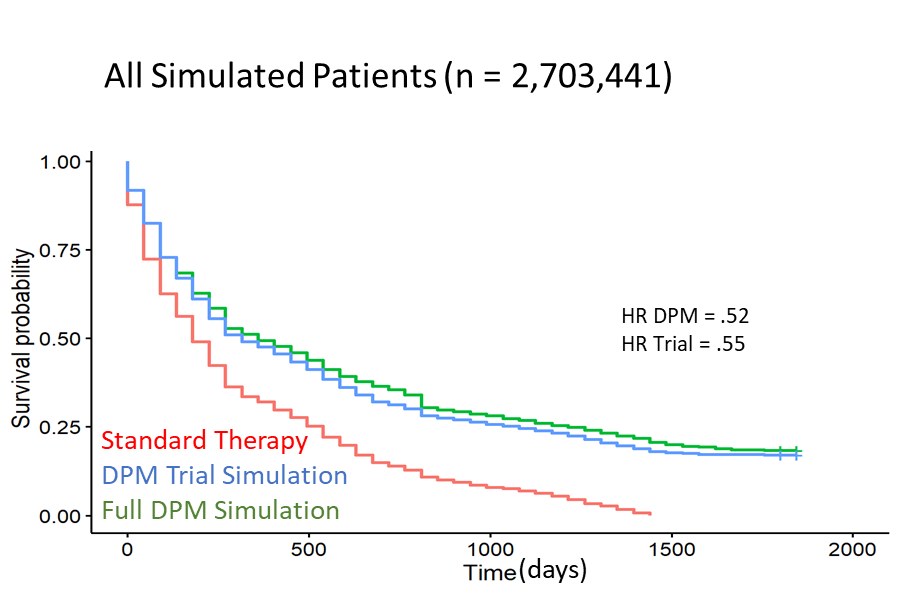 All Simulated Patients (n = 2,703,441)
1.00
0.75
0.50
0.25
0.00
Survival probability
HR DPM = .52
HR Trial = .55
Standard Therapy
DPM Trial Simulation
Full DPM Simulation
0
500
1000
1500
2000
Time (days)